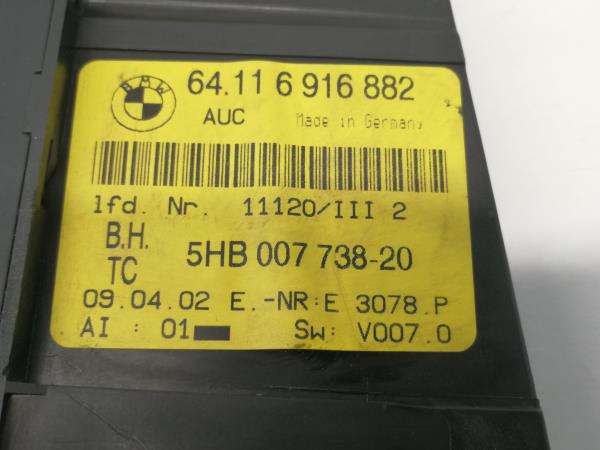 BMW 64.11 6 916 882
AUC Made in Germany
lfd. Nr. 11120/III 2
B.H. TC 5HB 007 738-20
09.04.02 E.-NR:E 3078.P
AI : 01 Sw: V007.0